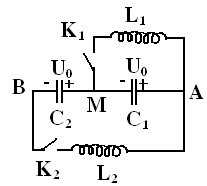 L₁
K₁
- U₀ + - U₀ +
B M A
C₂ C₁
K₂ L₂